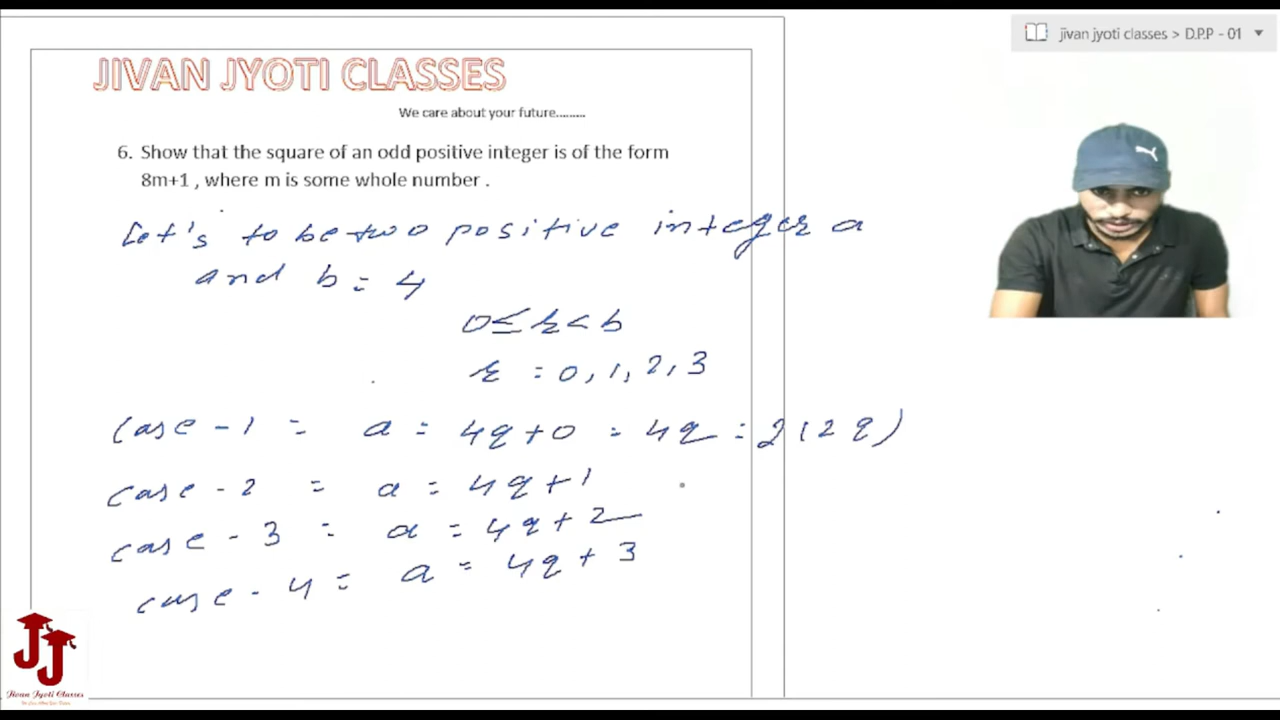 jivan jyoti classes > D.P.P - 01
JIVAN JYOTI CLASSES
We care about your future.........
6. Show that the square of an odd positive integer is of the form
8m+1 , where m is some whole number .
Let's to be two positive integer a
and b = 4
0 ≤ r < b
r = 0, 1, 2, 3
Case - 1 = a = 4q + 0 = 4q = 2(2q)
case - 2 = a = 4q + 1
case - 3 = a = 4q + 2
case - 4 = a = 4q + 3
JJ
Jivan Jyoti Classes